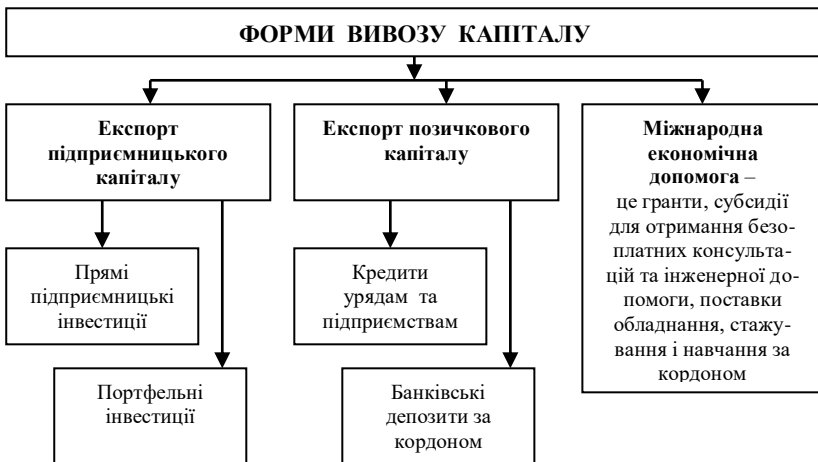 ФОРМИ ВИВОЗУ КАПІТАЛУ
Експорт
підприємницького
капіталу
Прямі
підприємницькі
інвестиції
Портфельні
інвестиції
Експорт позичкового
капіталу
Кредити
урядам та
підприємствам
Банківські
депозити за
кордоном
Міжнародна
економічна
допомога –
це гранти, субсидії
для отримання безо-
платних консульта-
цій та інженерної до-
помоги, поставки
обладнання, стажу-
вання і навчання за
кордоном